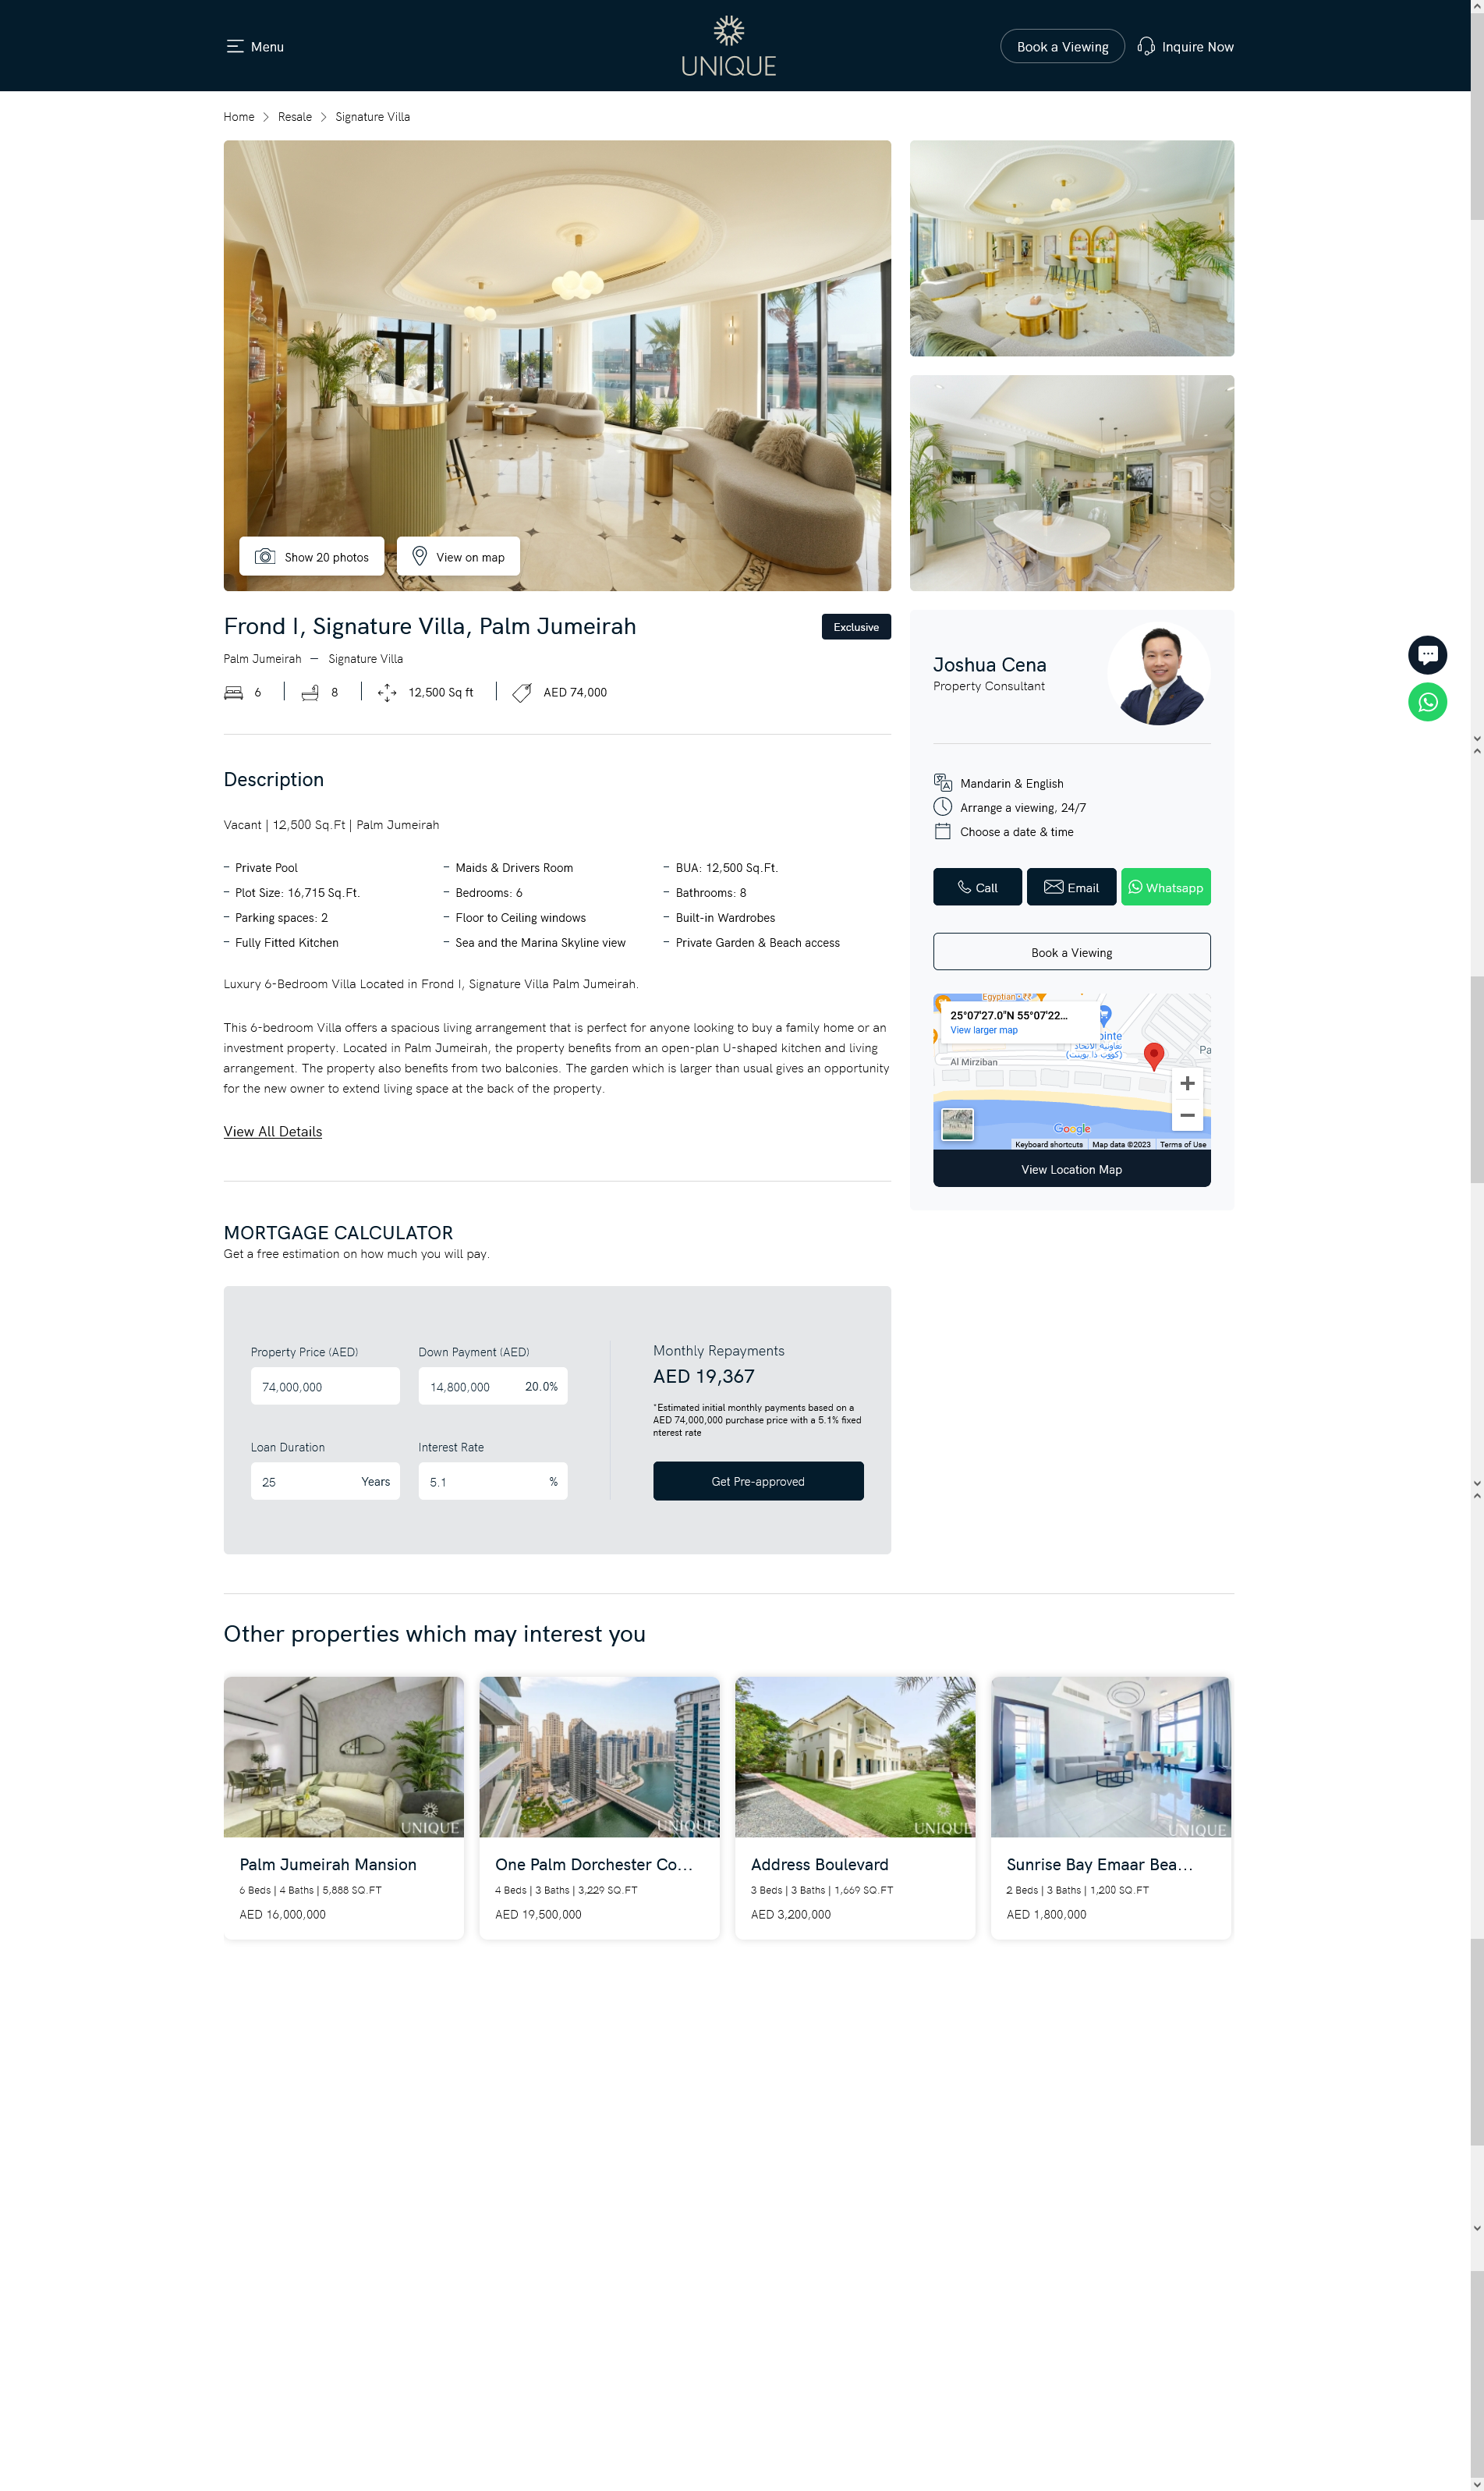 Menu
UNIQUE
Book a Viewing
Inquire Now
Home
Resale
Signature Villa
Show 20 photos
View on map
Frond I, Signature Villa, Palm Jumeirah
Exclusive
Palm Jumeirah — Signature Villa
6
8
12,500 Sq ft
AED 74,000
Description
Vacant | 12,500 Sq.Ft | Palm Jumeirah
– Private Pool
– Maids & Drivers Room
– BUA: 12,500 Sq.Ft.
– Plot Size: 16,715 Sq.Ft.
– Bedrooms: 6
– Bathrooms: 8
– Parking spaces: 2
– Floor to Ceiling windows
– Built-in Wardrobes
– Fully Fitted Kitchen
– Sea and the Marina Skyline view
– Private Garden & Beach access
Luxury 6-Bedroom Villa Located in Frond I, Signature Villa Palm Jumeirah.
This 6-bedroom Villa offers a spacious living arrangement that is perfect for anyone looking to buy a family home or an
investment property. Located in Palm Jumeirah, the property benefits from an open-plan U-shaped kitchen and living
arrangement. The property also benefits from two balconies. The garden which is larger than usual gives an opportunity
for the new owner to extend living space at the back of the property.
View All Details
Joshua Cena
Property Consultant
Mandarin & English
Arrange a viewing, 24/7
Choose a date & time
Call
Email
Whatsapp
Book a Viewing
Egyptian
25°07'27.0"N 55°07'22...
View larger map
ointe
تعاونية الاتحاد
(كووت ذا بوينت)
Pa
Al Mirziban
Google
Keyboard shortcuts
Map data ©2023
Terms of Use
View Location Map
MORTGAGE CALCULATOR
Get a free estimation on how much you will pay.
Property Price (AED)
74,000,000
Down Payment (AED)
14,800,000
20.0%
Loan Duration
25
Years
Interest Rate
5.1
%
Monthly Repayments
AED 19,367
*Estimated initial monthly payments based on a
AED 74,000,000 purchase price with a 5.1% fixed
nterest rate
Get Pre-approved
Other properties which may interest you
UNIQUE
Palm Jumeirah Mansion
6 Beds | 4 Baths | 5,888 SQ.FT
AED 16,000,000
UNIQUE
One Palm Dorchester Co...
4 Beds | 3 Baths | 3,229 SQ.FT
AED 19,500,000
UNIQUE
Address Boulevard
3 Beds | 3 Baths | 1,669 SQ.FT
AED 3,200,000
UNIQUE
Sunrise Bay Emaar Bea...
2 Beds | 3 Baths | 1,200 SQ.FT
AED 1,800,000